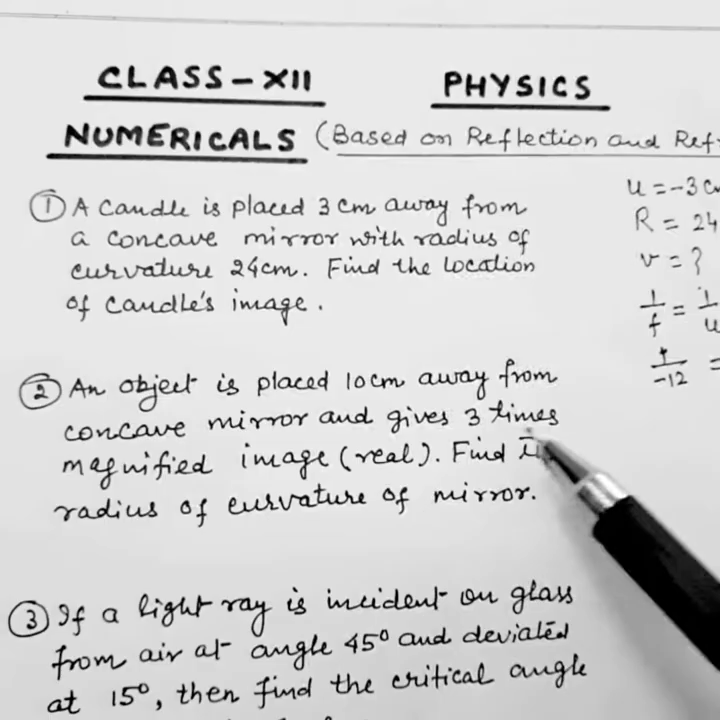 CLASS-XII PHYSICS
NUMERICALS (Based on Reflection and Ref
① A candle is placed 3 cm away from
a concave mirror with radius of
curvature 24cm. Find the location
of candle's image.
u = -3 c
R = 24
v = ?
1/f = 1/u
1/-12 =
② An object is placed 10cm away from
concave mirror and gives 3 times
magnified image (real). Find
radius of curvature of mirror.
③ If a light ray is incident on glass
from air at angle 45° and deviated
at 15°, then find the critical angle